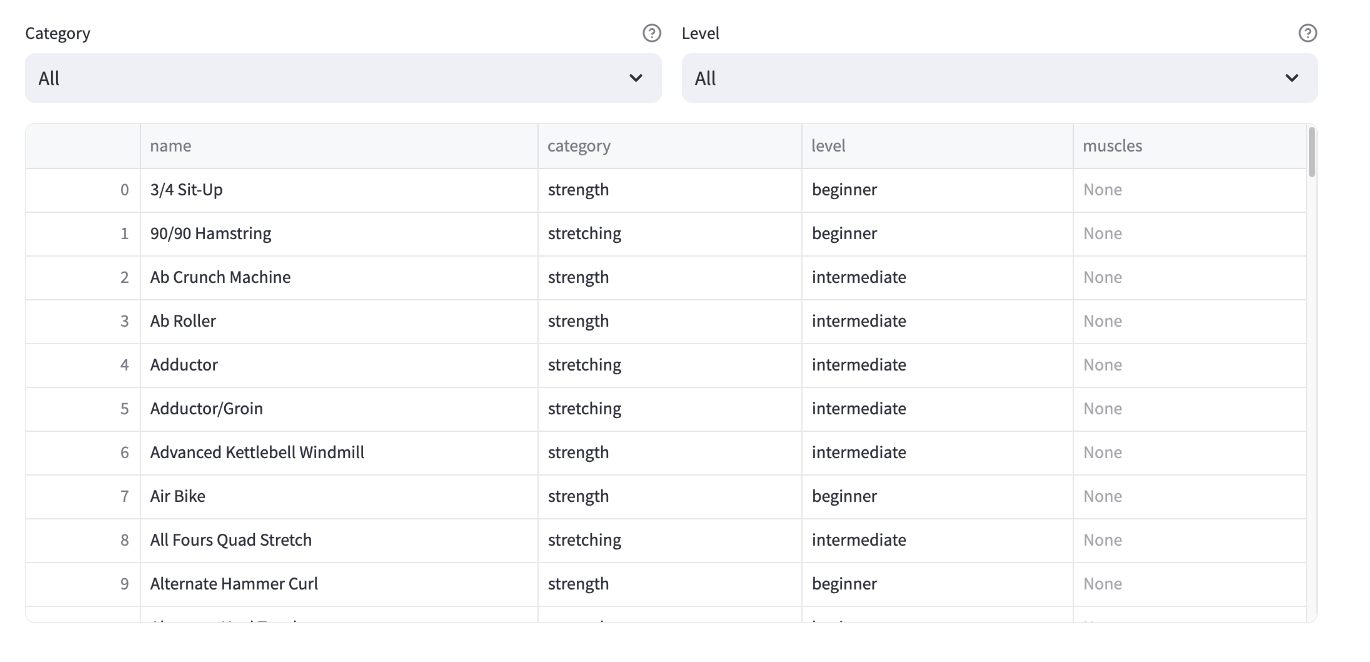 Category ? Level ?
All All
name category level muscles
0 3/4 Sit-Up strength beginner None
1 90/90 Hamstring stretching beginner None
2 Ab Crunch Machine strength intermediate None
3 Ab Roller strength intermediate None
4 Adductor stretching intermediate None
5 Adductor/Groin stretching intermediate None
6 Advanced Kettlebell Windmill strength intermediate None
7 Air Bike strength beginner None
8 All Fours Quad Stretch stretching intermediate None
9 Alternate Hammer Curl strength beginner None